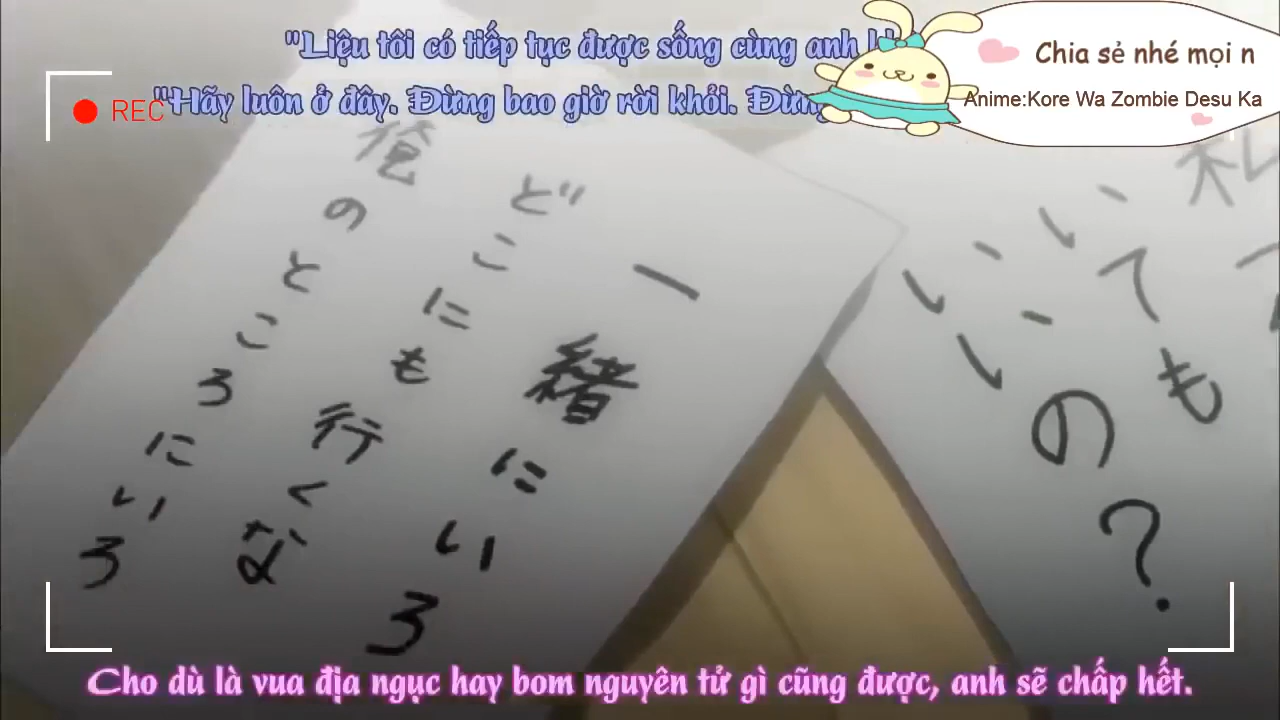 "Liệu tôi có tiếp tục được sống cùng anh
"Hãy luôn ở đây. Đừng bao giờ rời khỏi.
Chia sẻ nhé mọi n
Anime:Kore Wa Zombie Desu Ka
REC
私
いても
いいの?
一緒にいろ
どこにも行くな
俺のところにいろ
Cho dù là vua địa ngục hay bom nguyên tử gì cũng được, anh sẽ chấp hết.